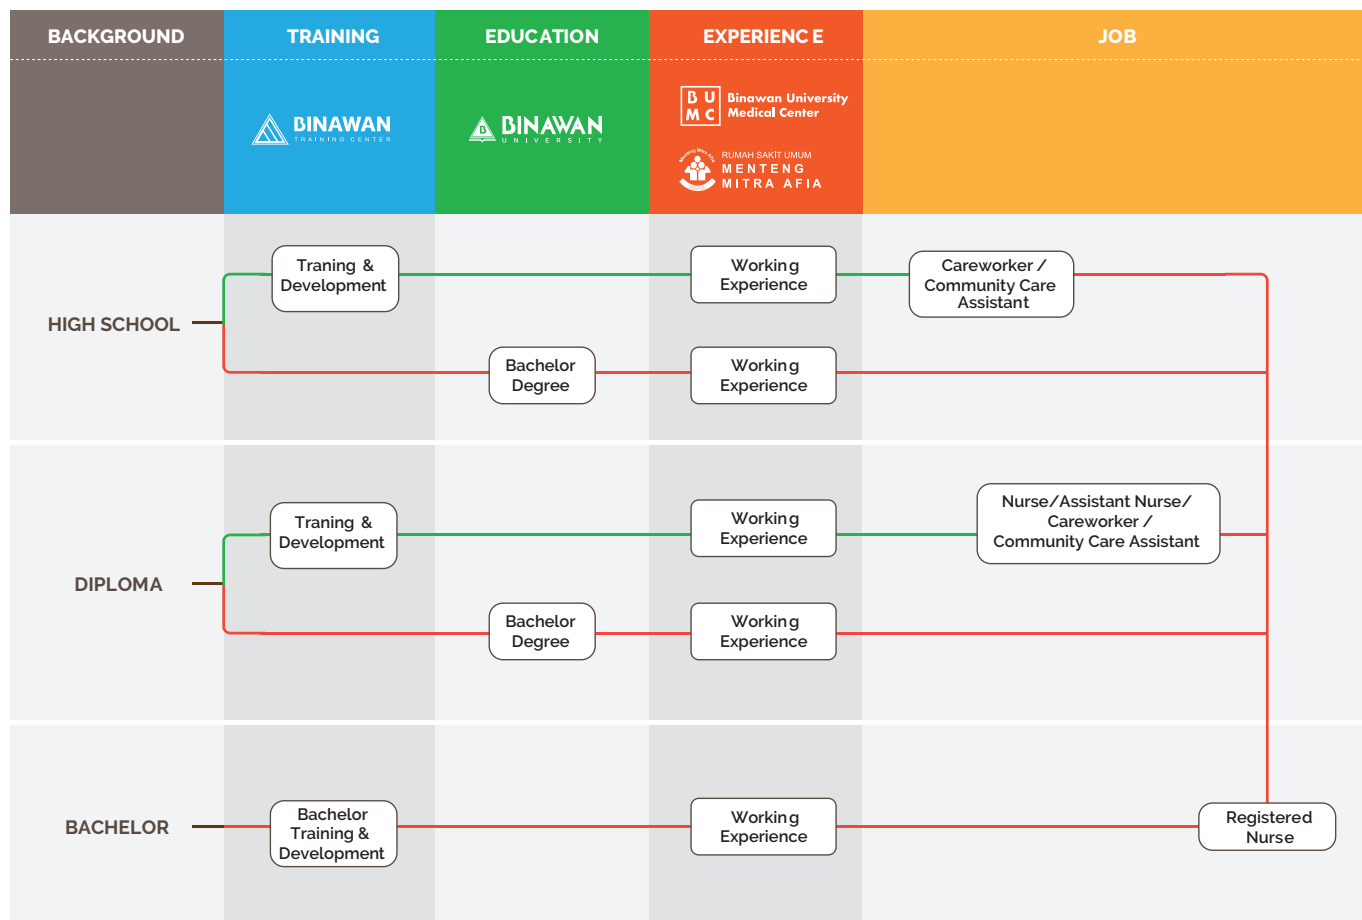 BACKGROUND
TRAINING
EDUCATION
EXPERIENC E
JOB
BINAWAN
TRAINING CENTER
B
BINAWAN
UNIVERSITY
B U
M C
Binawan University
Medical Center
Menteng Mitra Afia
RUMAH SAKIT UMUM
MENTENG
MITRA AFIA
HIGH SCHOOL
Traning &
Development
Working
Experience
Careworker /
Community Care
Assistant
Bachelor
Degree
Working
Experience
DIPLOMA
Traning &
Development
Working
Experience
Nurse/Assistant Nurse/
Careworker /
Community Care Assistant
Bachelor
Degree
Working
Experience
BACHELOR
Bachelor
Training &
Development
Working
Experience
Registered
Nurse